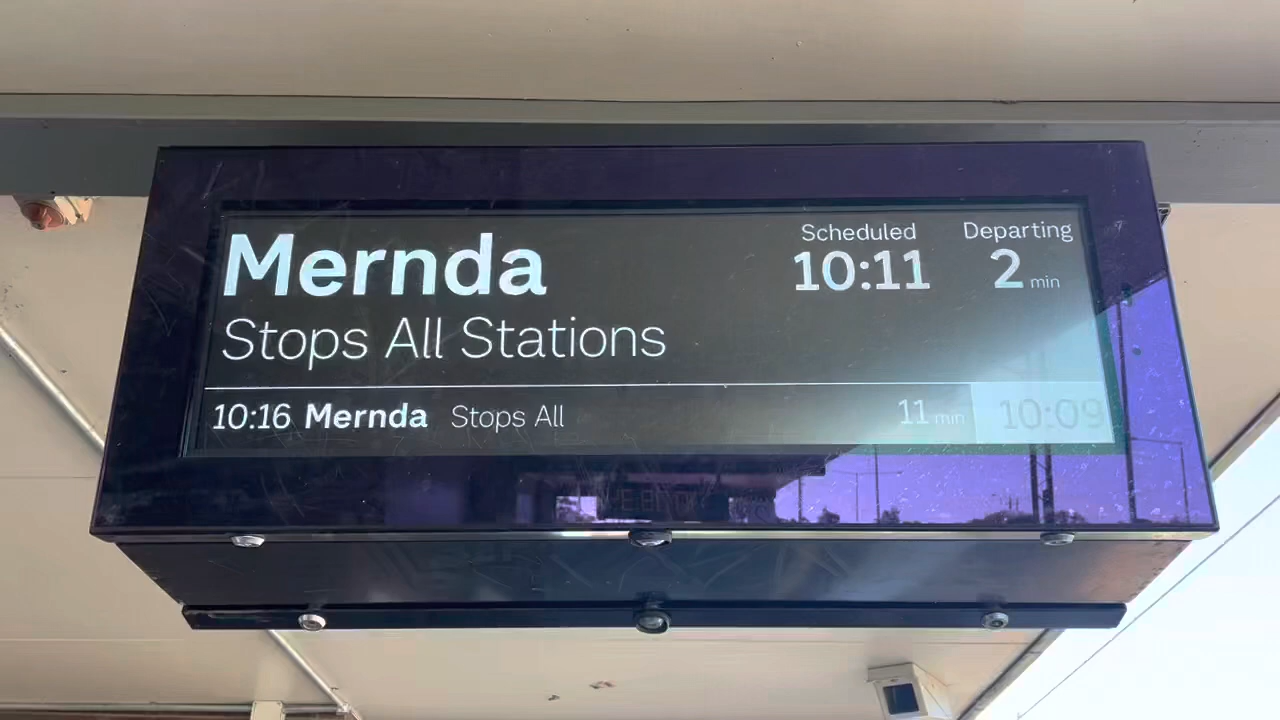 Mernda
Scheduled
10:11
Departing
2 min
Stops All Stations
10:16 Mernda Stops All 11 min 10:09